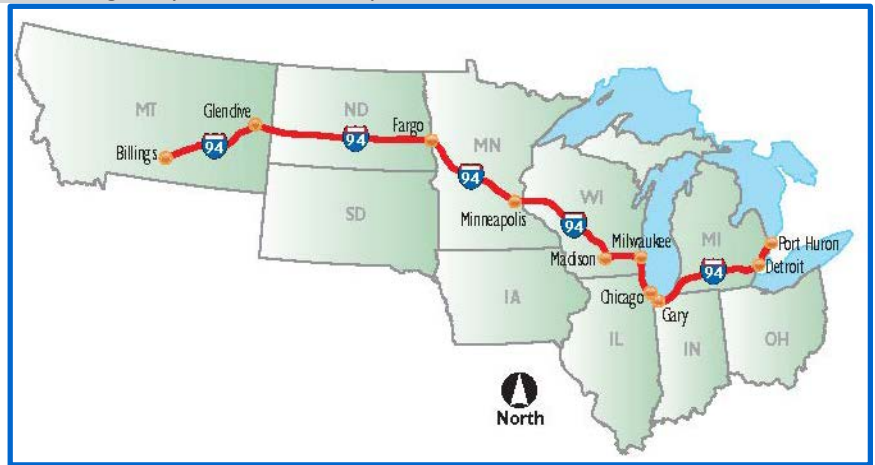 MT
Glendive
ND
Fargo
94
94
Billings
MN
94
SD
Minneapolis
WI
94
Milwaukee
Madison
MI
Port Huron
94
Detroit
Chicago
Gary
IA
IL
IN
OH
North